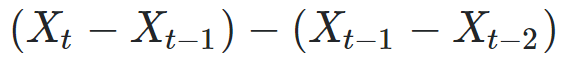 (X_t − X_{t−1}) − (X_{t−1} − X_{t−2})